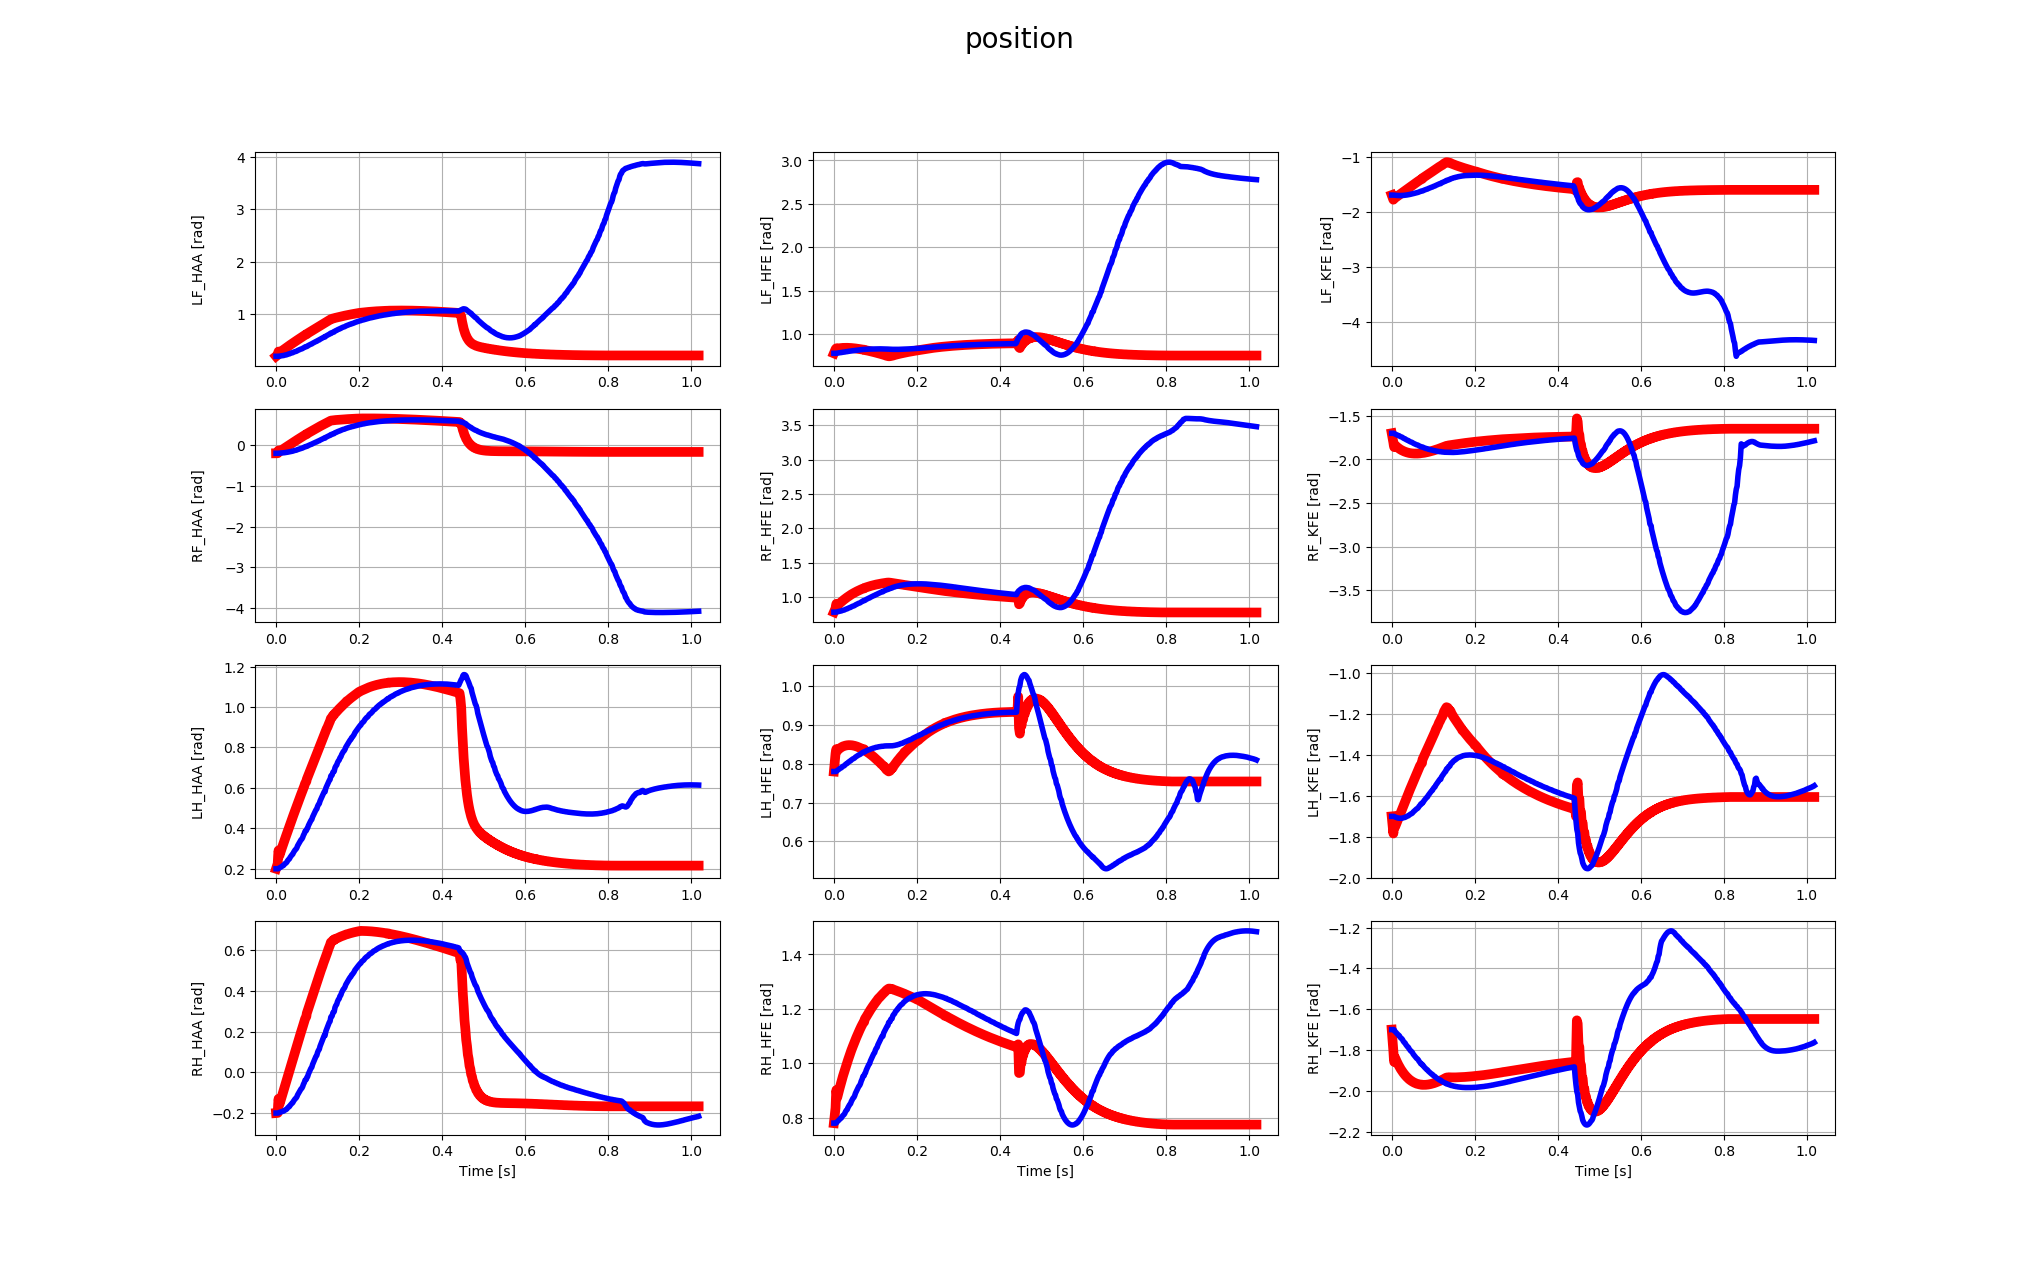 position
LF_HAA [rad]
4
3
2
1
0.0 0.2 0.4 0.6 0.8 1.0
LF_HFE [rad]
3.0
2.5
2.0
1.5
1.0
0.0 0.2 0.4 0.6 0.8 1.0
LF_KFE [rad]
−1
−2
−3
−4
0.0 0.2 0.4 0.6 0.8 1.0
RF_HAA [rad]
0
−1
−2
−3
−4
0.0 0.2 0.4 0.6 0.8 1.0
RF_HFE [rad]
3.5
3.0
2.5
2.0
1.5
1.0
0.0 0.2 0.4 0.6 0.8 1.0
RF_KFE [rad]
−1.5
−2.0
−2.5
−3.0
−3.5
0.0 0.2 0.4 0.6 0.8 1.0
LH_HAA [rad]
1.2
1.0
0.8
0.6
0.4
0.2
0.0 0.2 0.4 0.6 0.8 1.0
LH_HFE [rad]
1.0
0.9
0.8
0.7
0.6
0.0 0.2 0.4 0.6 0.8 1.0
LH_KFE [rad]
−1.0
−1.2
−1.4
−1.6
−1.8
−2.0
0.0 0.2 0.4 0.6 0.8 1.0
RH_HAA [rad]
0.6
0.4
0.2
0.0
−0.2
0.0 0.2 0.4 0.6 0.8 1.0
Time [s]
RH_HFE [rad]
1.4
1.2
1.0
0.8
0.0 0.2 0.4 0.6 0.8 1.0
Time [s]
RH_KFE [rad]
−1.2
−1.4
−1.6
−1.8
−2.0
−2.2
0.0 0.2 0.4 0.6 0.8 1.0
Time [s]